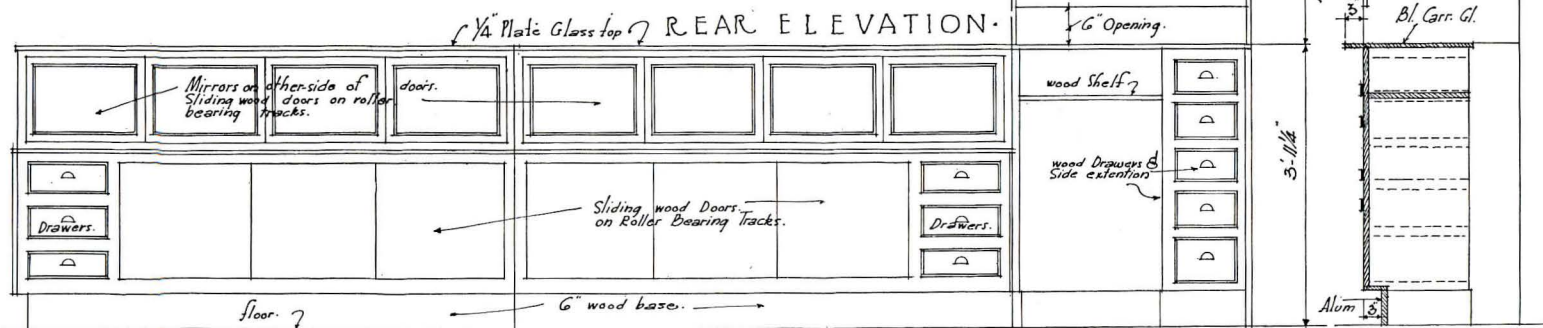 1/4" Plate Glass top
REAR ELEVATION.
6" Opening.
3"
Bl. Carr. Gl.
Mirrors on other-side of doors.
Sliding wood doors on roller
bearing tracks.
wood Shelf
3'-11 1/4"
wood Drawers &
Side extention
Sliding wood Doors.
on Roller Bearing Tracks.
Drawers.
Drawers.
6" wood base.
floor.
Alum
3"